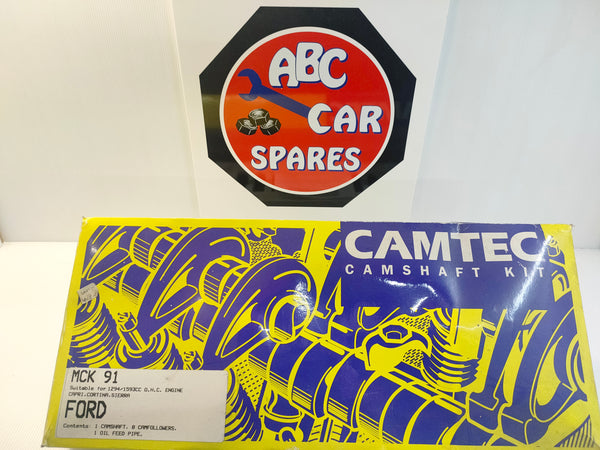 ABC
CAR
SPARES
CAMTEC
CAMSHAFT KIT
MCK 91
Suitable for 1294/1593CC O.H.C. ENGINE
CAPRI.CORTINA.SIERRA
FORD
Contents: 1 CAMSHAFT. 8 CAMFOLLOWERS.
1 OIL FEED PIPE.